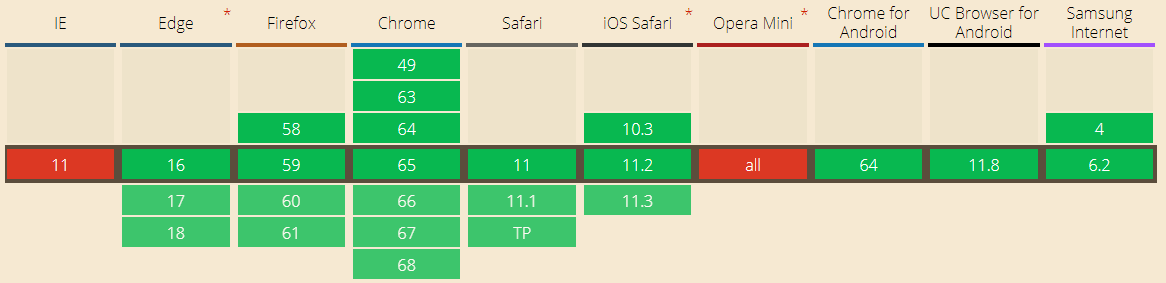 IE Edge * Firefox Chrome Safari iOS Safari * Opera Mini * Chrome for Android UC Browser for Android Samsung Internet
49
63
58 64 10.3 4
11 16 59 65 11 11.2 all 64 11.8 6.2
17 60 66 11.1 11.3
18 61 67 TP
68